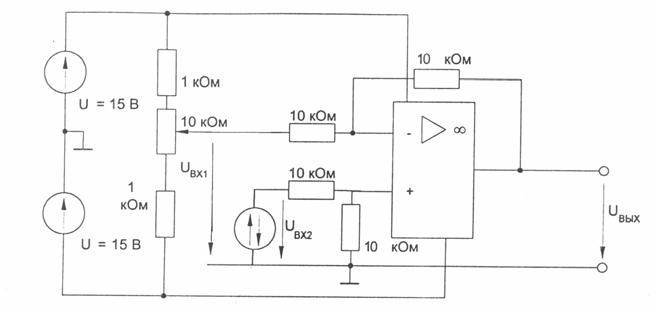 10 кОм
1 кОм
U = 15 В
10 кОм
10 кОм
- ▷ ∞
U ВХ1
10 кОм
+
1
кОм
U ВХ2
U ВЫХ
U = 15 В
10 кОм